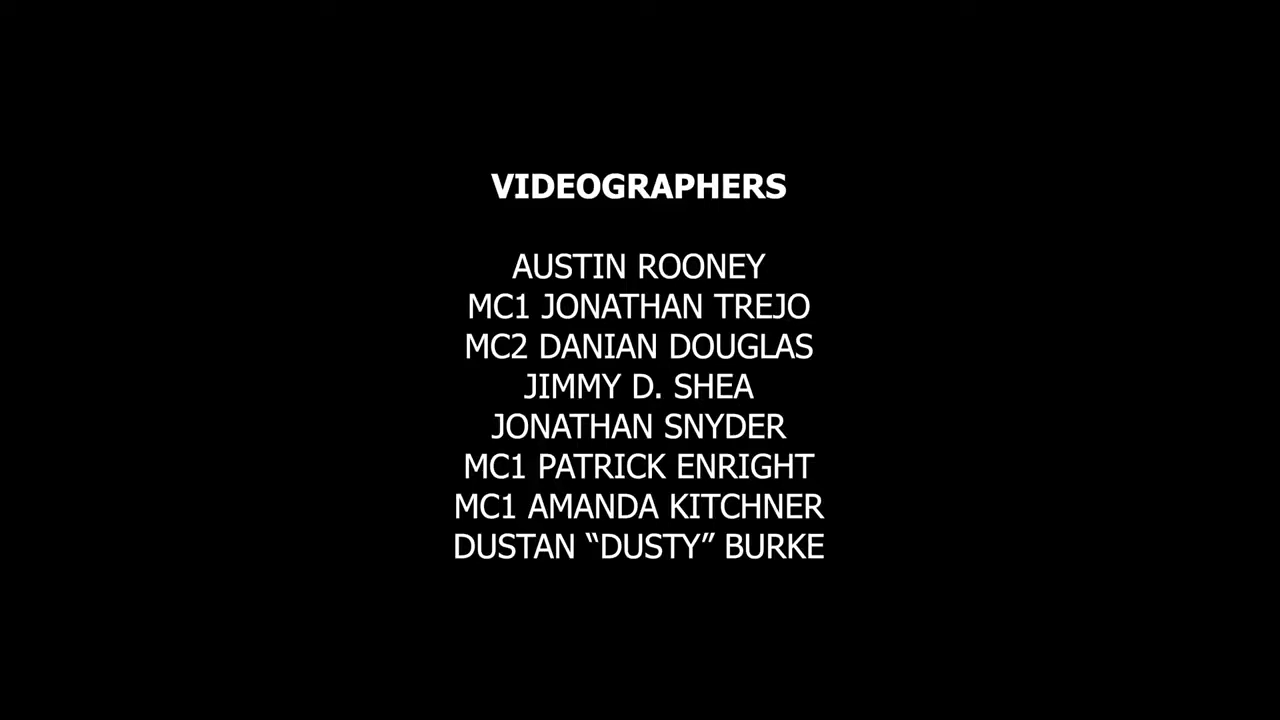 VIDEOGRAPHERS
AUSTIN ROONEY
MC1 JONATHAN TREJO
MC2 DANIAN DOUGLAS
JIMMY D. SHEA
JONATHAN SNYDER
MC1 PATRICK ENRIGHT
MC1 AMANDA KITCHNER
DUSTAN “DUSTY” BURKE